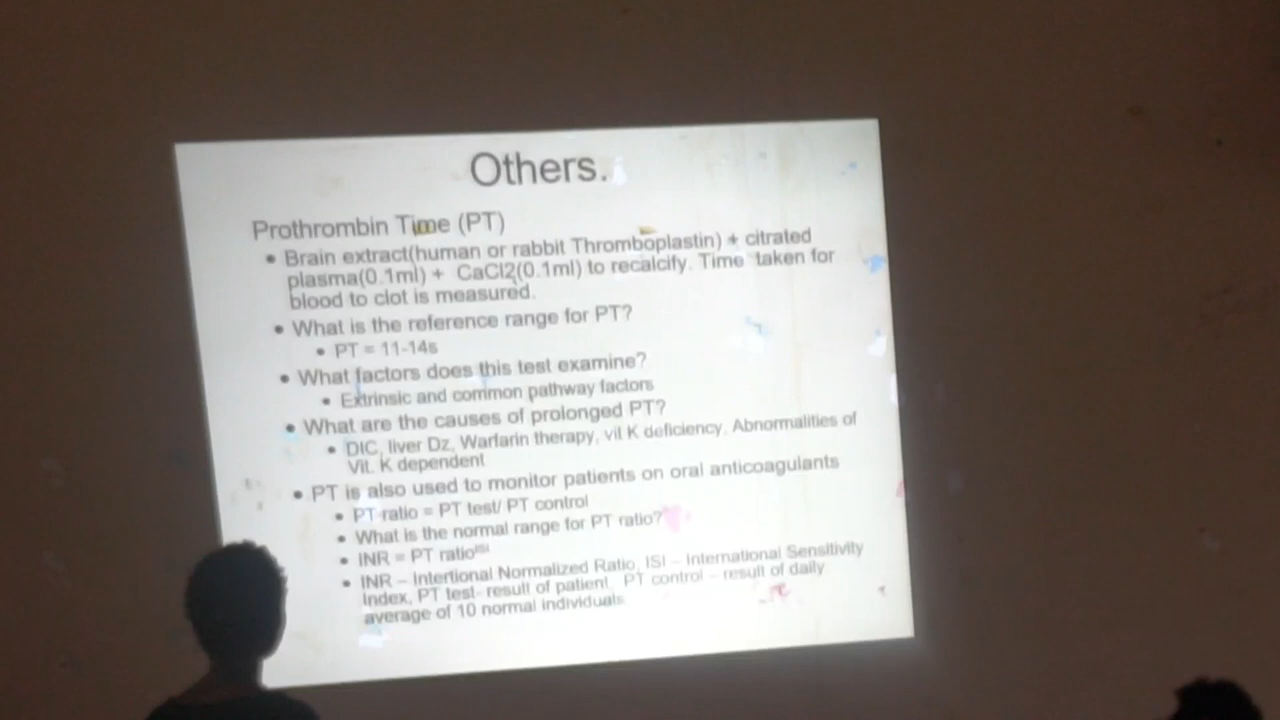 Others.
Prothrombin Time (PT)
• Brain extract(human or rabbit Thromboplastin) + citrated
plasma(0.1ml) + CaCl2(0.1ml) to recalcify. Time taken for
blood to clot is measured.
• What is the reference range for PT?
• PT = 11-14s
• What factors does this test examine?
• Extrinsic and common pathway factors
• What are the causes of prolonged PT?
• DIC, liver Dz, Warfarin therapy, vit K deficiency. Abnormalities of
Vit. K dependent
• PT is also used to monitor patients on oral anticoagulants
• PT ratio = PT test/ PT control
• What is the normal range for PT ratio?
• INR = PT ratioISI
• INR – Intertional Normalized Ratio, ISI – International Sensitivity
Index, PT test- result of patient. PT control – result of daily
average of 10 normal individuals